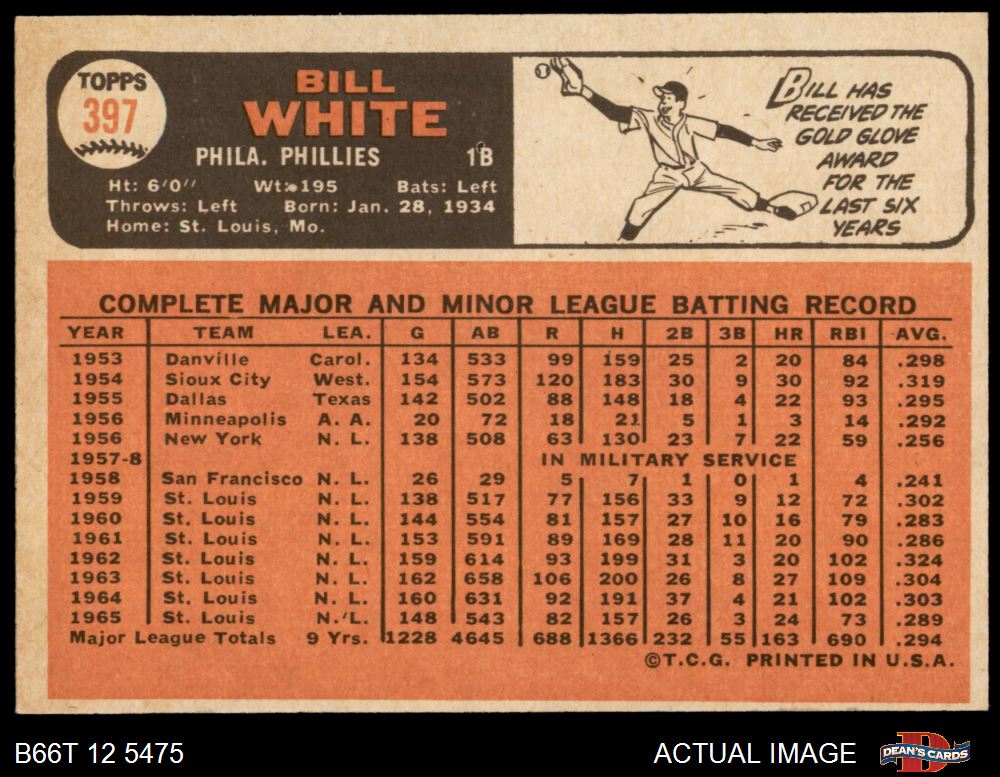 TOPPS
397
BILL
WHITE
PHILA. PHILLIES 1B
Ht: 6'0" Wt: 195 Bats: Left
Throws: Left Born: Jan. 28, 1934
Home: St. Louis, Mo.
BILL HAS
RECEIVED THE
GOLD GLOVE
AWARD
FOR THE
LAST SIX
YEARS
COMPLETE MAJOR AND MINOR LEAGUE BATTING RECORD
YEAR TEAM LEA. G AB R H 2B 3B HR RBI AVG.
1953 Danville Carol. 134 533 99 159 25 2 20 84 .298
1954 Sioux City West. 154 573 120 183 30 9 30 92 .319
1955 Dallas Texas 142 502 88 148 18 4 22 93 .295
1956 Minneapolis A. A. 20 72 18 21 5 1 3 14 .292
1956 New York N. L. 138 508 63 130 23 7 22 59 .256
1957-8 IN MILITARY SERVICE
1958 San Francisco N. L. 26 29 5 7 1 0 1 4 .241
1959 St. Louis N. L. 138 517 77 156 33 9 12 72 .302
1960 St. Louis N. L. 144 554 81 157 27 10 16 79 .283
1961 St. Louis N. L. 153 591 89 169 28 11 20 90 .286
1962 St. Louis N. L. 159 614 93 199 31 3 20 102 .324
1963 St. Louis N. L. 162 658 106 200 26 8 27 109 .304
1964 St. Louis N. L. 160 631 92 191 37 4 21 102 .303
1965 St. Louis N. L. 148 543 82 157 26 3 24 73 .289
Major League Totals 9 Yrs. 1228 4645 688 1366 232 55 163 690 .294
©T.C.G. PRINTED IN U.S.A.
B66T 12 5475
ACTUAL IMAGE
DEAN'S CARDS